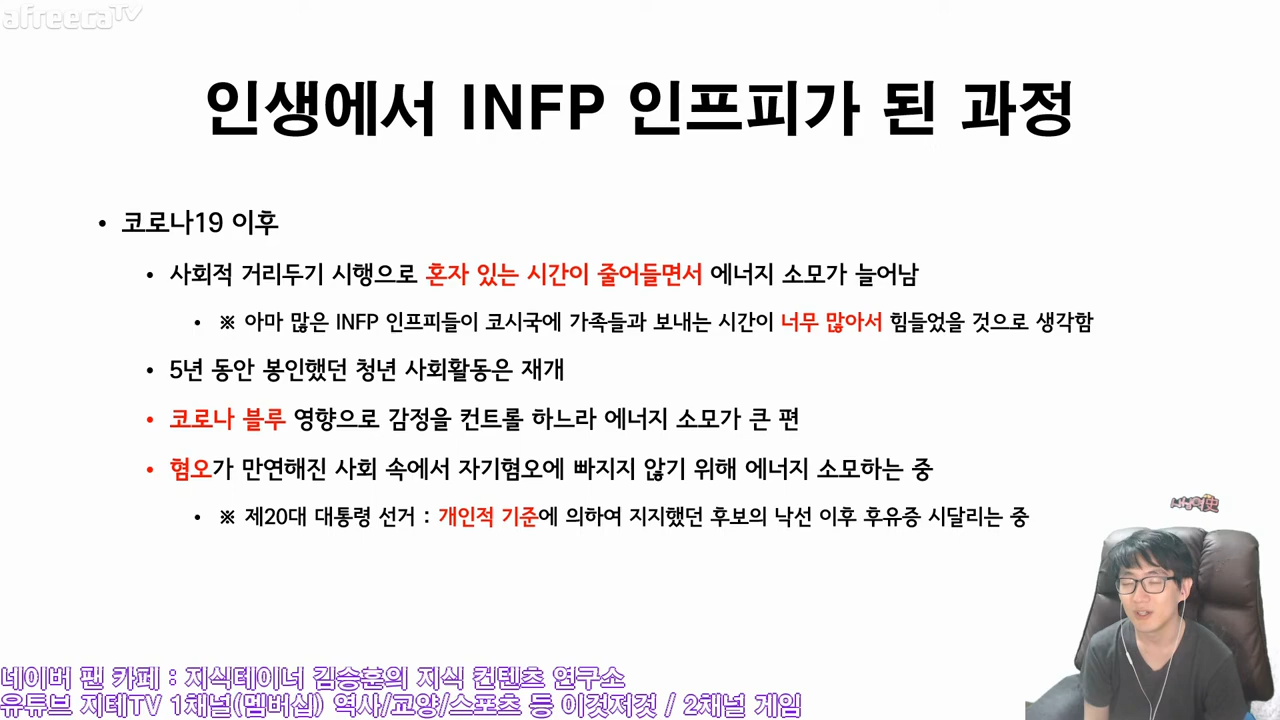 afreecaTV
인생에서 INFP 인프피가 된 과정
• 코로나19 이후
• 사회적 거리두기 시행으로 혼자 있는 시간이 줄어들면서 에너지 소모가 늘어남
• ※ 아마 많은 INFP 인프피들이 코시국에 가족들과 보내는 시간이 너무 많아서 힘들었을 것으로 생각함
• 5년 동안 봉인했던 청년 사회활동은 재개
• 코로나 블루 영향으로 감정을 컨트롤 하느라 에너지 소모가 큰 편
• 혐오가 만연해진 사회 속에서 자기혐오에 빠지지 않기 위해 에너지 소모하는 중
• ※ 제20대 대통령 선거 : 개인적 기준에 의하여 지지했던 후보의 낙선 이후 후유증 시달리는 중
네이버 팬 카페 : 지식테이너 김승훈의 지식 컨텐츠 연구소
유튜브 지테TV 1채널(멤버십) 역사/교양/스포츠 등 이것저것 / 2채널 게임